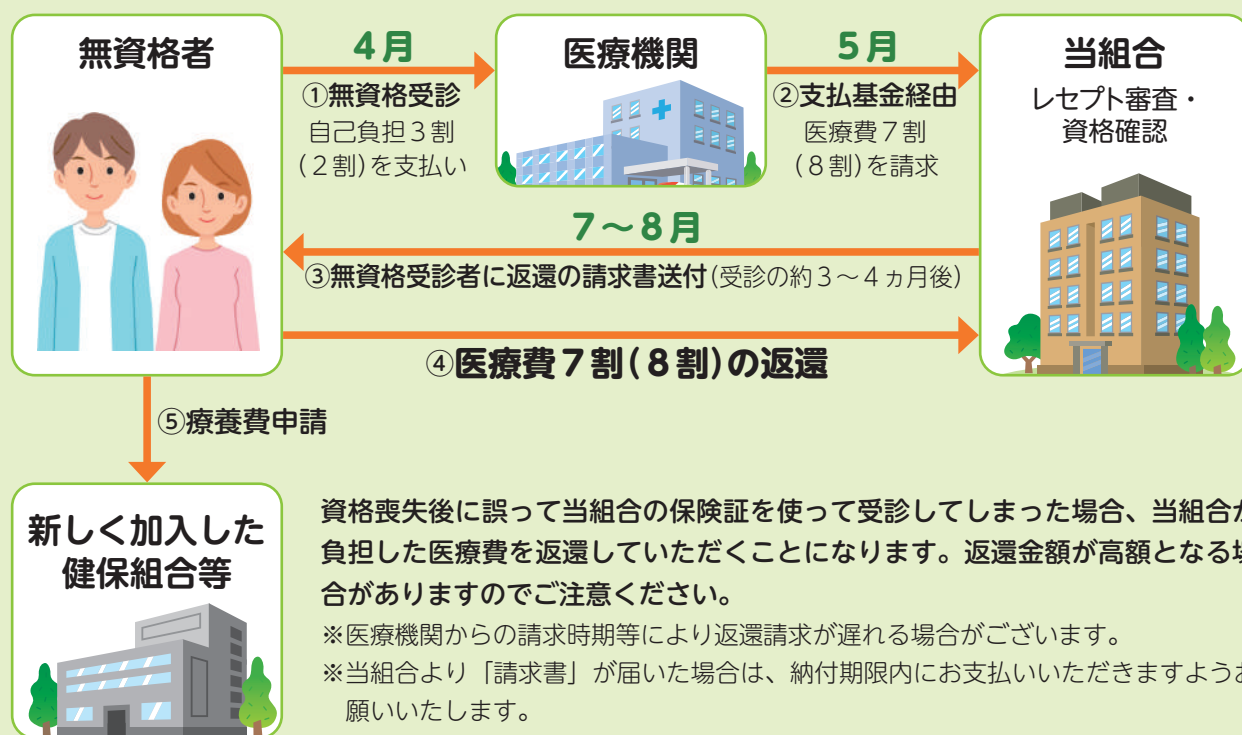 無資格者
4月
①無資格受診
自己負担3割
(2割)を支払い
医療機関
5月
②支払基金経由
医療費7割
(8割)を請求
当組合
レセプト審査・
資格確認
7〜8月
③無資格受診者に返還の請求書送付(受診の約3〜4ヵ月後)
④医療費7割(8割)の返還
⑤療養費申請
新しく加入した
健保組合等
資格喪失後に誤って当組合の保険証を使って受診してしまった場合、当組合が
負担した医療費を返還していただくことになります。返還金額が高額となる場
合がありますのでご注意ください。
※医療機関からの請求時期等により返還請求が遅れる場合がございます。
※当組合より「請求書」が届いた場合は、納付期限内にお支払いいただきますようお
願いいたします。